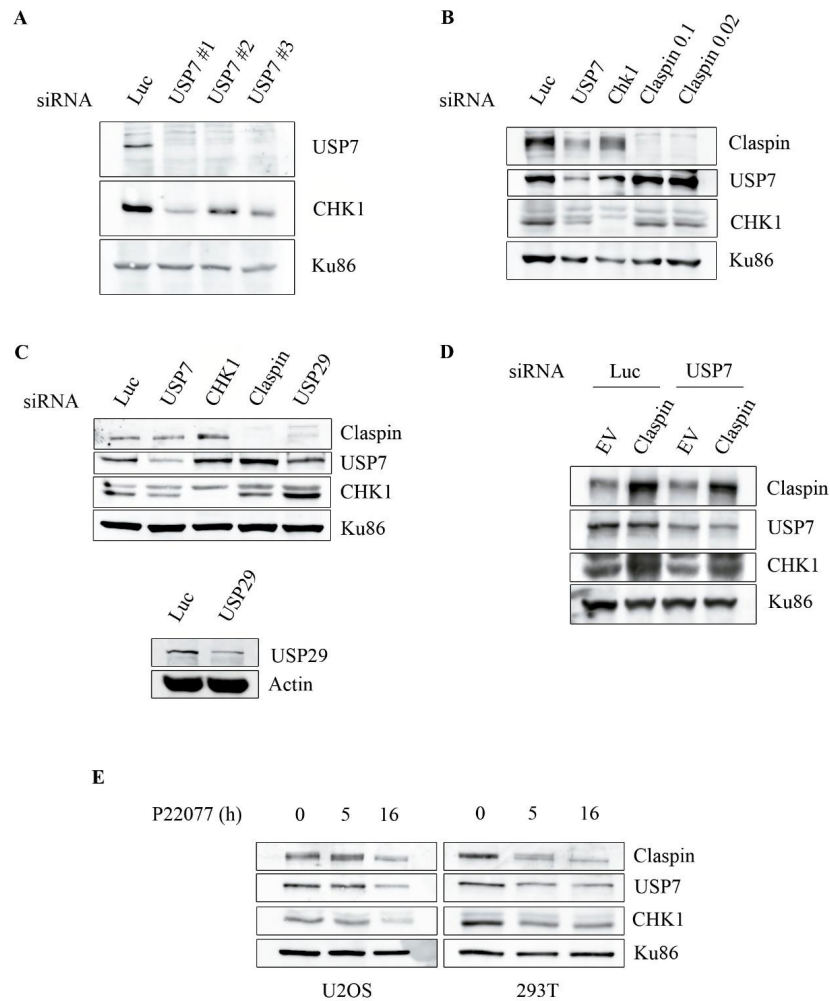 A
siRNA Luc USP7 #1 USP7 #2 USP7 #3
USP7
CHK1
Ku86
B
siRNA Luc USP7 Chk1 Claspin 0.1 Claspin 0.02
Claspin
USP7
CHK1
Ku86
C
siRNA Luc USP7 CHK1 Claspin USP29
Claspin
USP7
CHK1
Ku86
Luc USP29
USP29
Actin
D
siRNA Luc USP7
EV Claspin EV Claspin
Claspin
USP7
CHK1
Ku86
E
P22077 (h) 0 5 16 0 5 16
Claspin
USP7
CHK1
Ku86
U2OS 293T